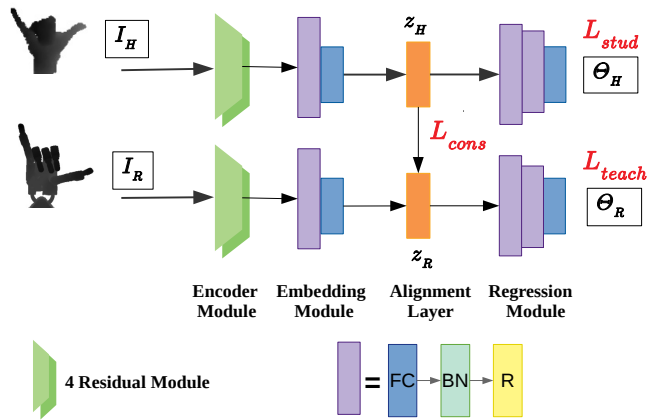 I_H
z_H
L_stud
Θ_H
L_cons
I_R
L_teach
Θ_R
z_R
Encoder Module
Embedding Module
Alignment Layer
Regression Module
4 Residual Module
= FC BN R